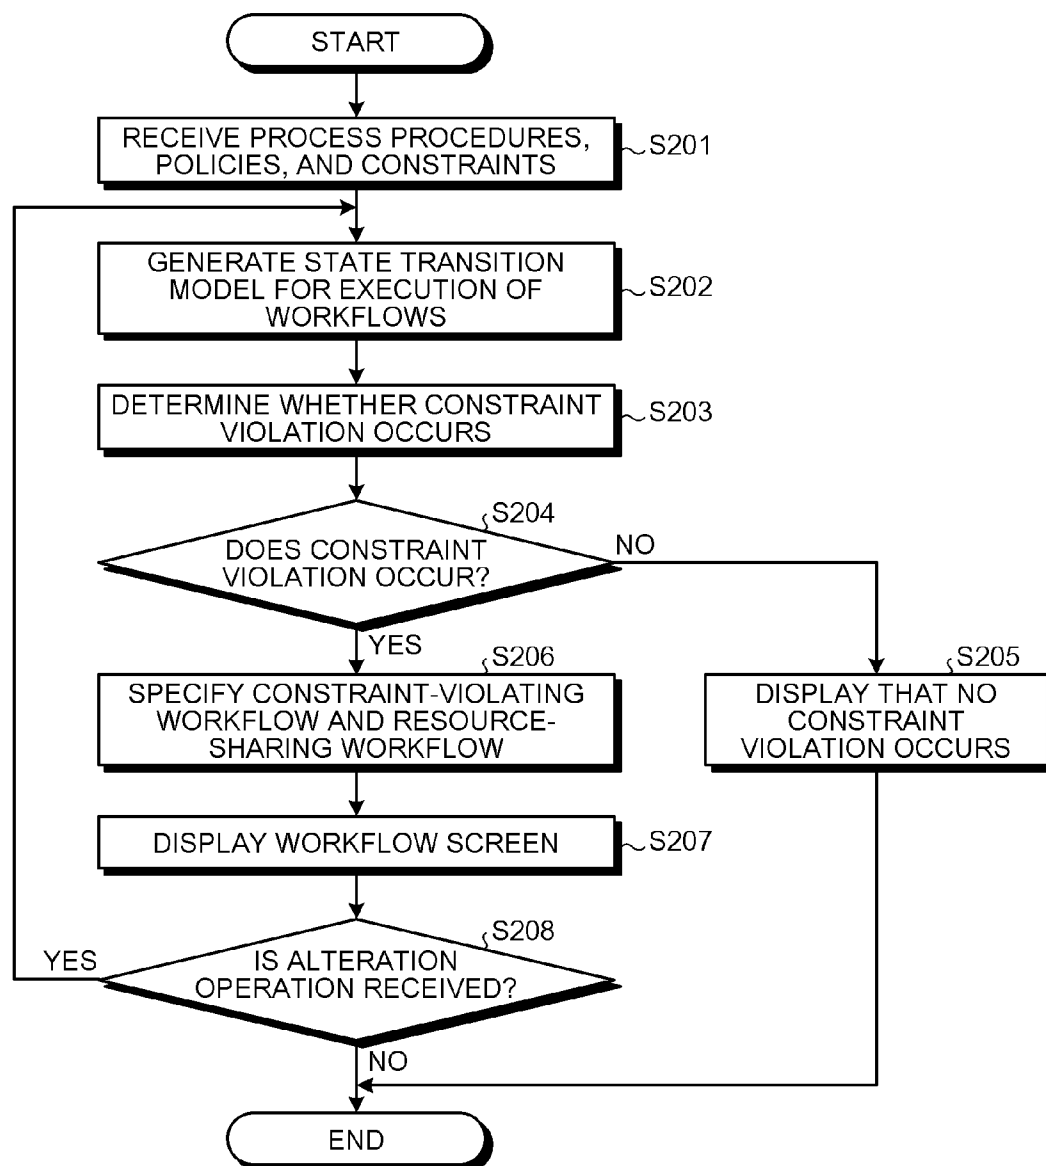 START
RECEIVE PROCESS PROCEDURES,
POLICIES, AND CONSTRAINTS
S201
GENERATE STATE TRANSITION
MODEL FOR EXECUTION OF
WORKFLOWS
S202
DETERMINE WHETHER CONSTRAINT
VIOLATION OCCURS
S203
S204
DOES CONSTRAINT
VIOLATION OCCUR?
NO
YES
S206
SPECIFY CONSTRAINT-VIOLATING
WORKFLOW AND RESOURCE-
SHARING WORKFLOW
S205
DISPLAY THAT NO
CONSTRAINT
VIOLATION OCCURS
DISPLAY WORKFLOW SCREEN
S207
S208
YES
IS ALTERATION
OPERATION RECEIVED?
NO
END